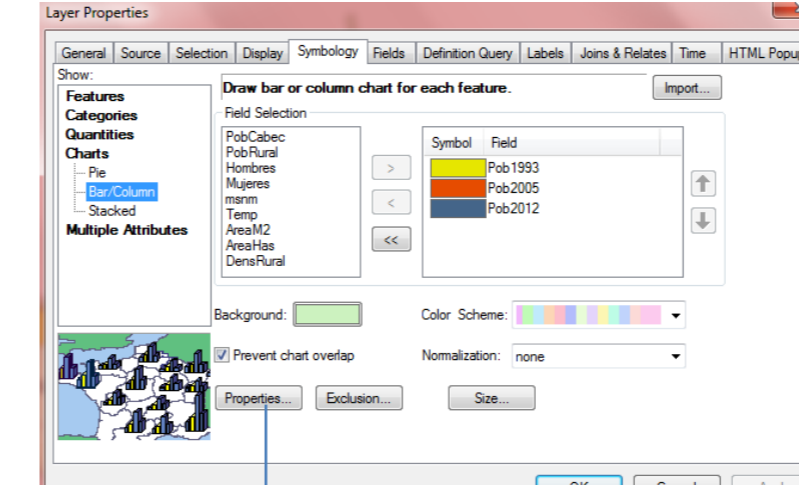 Layer Properties
General Source Selection Display Symbology Fields Definition Query Labels Joins & Relates Time HTML Popup
Show:
Features
Categories
Quantities
Charts
Pie
Bar/Column
Stacked
Multiple Attributes
Draw bar or column chart for each feature.
Import...
Field Selection
PobCabec
PobRural
Hombres
Mujeres
msnm
Temp
AreaM2
AreaHas
DensRural
>
<
<<
Symbol Field
Pob1993
Pob2005
Pob2012
Background:
Color Scheme:
Prevent chart overlap
Normalization: none
Properties... Exclusion... Size...